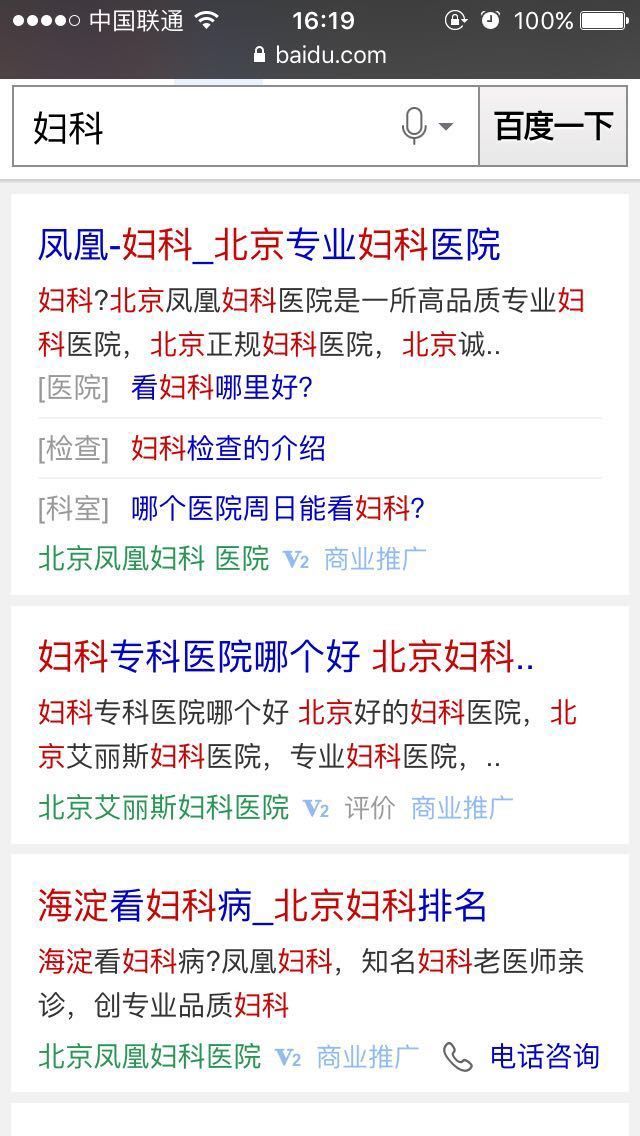 中国联通 16:19 100%
baidu.com
妇科 百度一下
凤凰-妇科_北京专业妇科医院
妇科?北京凤凰妇科医院是一所高品质专业妇
科医院，北京正规妇科医院，北京诚..
[医院] 看妇科哪里好?
[检查] 妇科检查的介绍
[科室] 哪个医院周日能看妇科?
北京凤凰妇科 医院 V2 商业推广
妇科专科医院哪个好 北京妇科..
妇科专科医院哪个好 北京好的妇科医院，北
京艾丽斯妇科医院，专业妇科医院，..
北京艾丽斯妇科医院 V2 评价 商业推广
海淀看妇科病_北京妇科排名
海淀看妇科病?凤凰妇科，知名妇科老医师亲
诊，创专业品质妇科
北京凤凰妇科医院 V2 商业推广 电话咨询